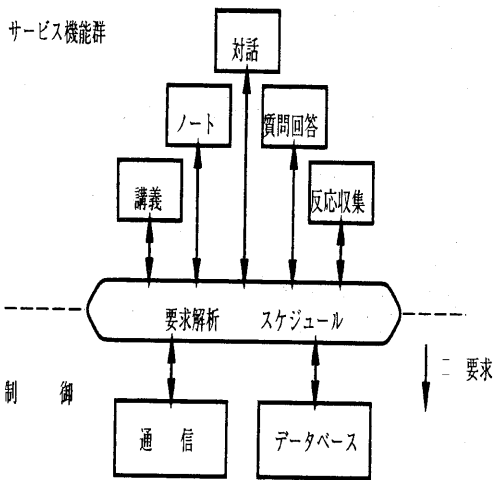 サービス機能群
対話
ノート
質問回答
講義
反応収集
要求解析 スケジュール
二 要求
制 御
通 信
データベース